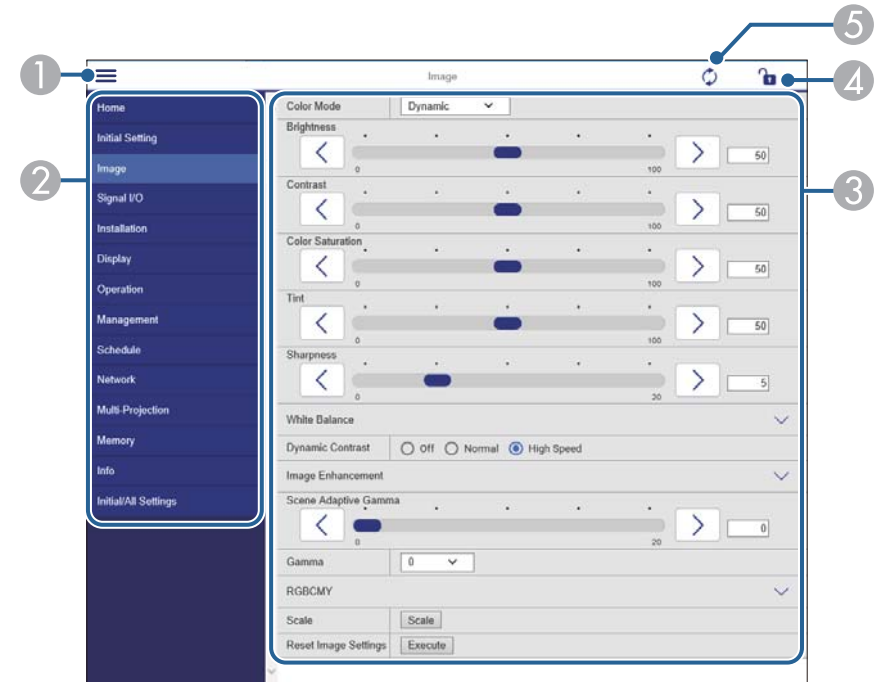 5
1
Image
4
2
3
Home
Initial Setting
Image
Signal I/O
Installation
Display
Operation
Management
Schedule
Network
Multi-Projection
Memory
Info
Initial/All Settings
Color Mode Dynamic
Brightness
0 100 50
Contrast
0 100 50
Color Saturation
0 100 50
Tint
0 100 50
Sharpness
0 20 5
White Balance
Dynamic Contrast Off Normal High Speed
Image Enhancement
Scene Adaptive Gamma
0 20 0
Gamma 0
RGBCMY
Scale Scale
Reset Image Settings Execute